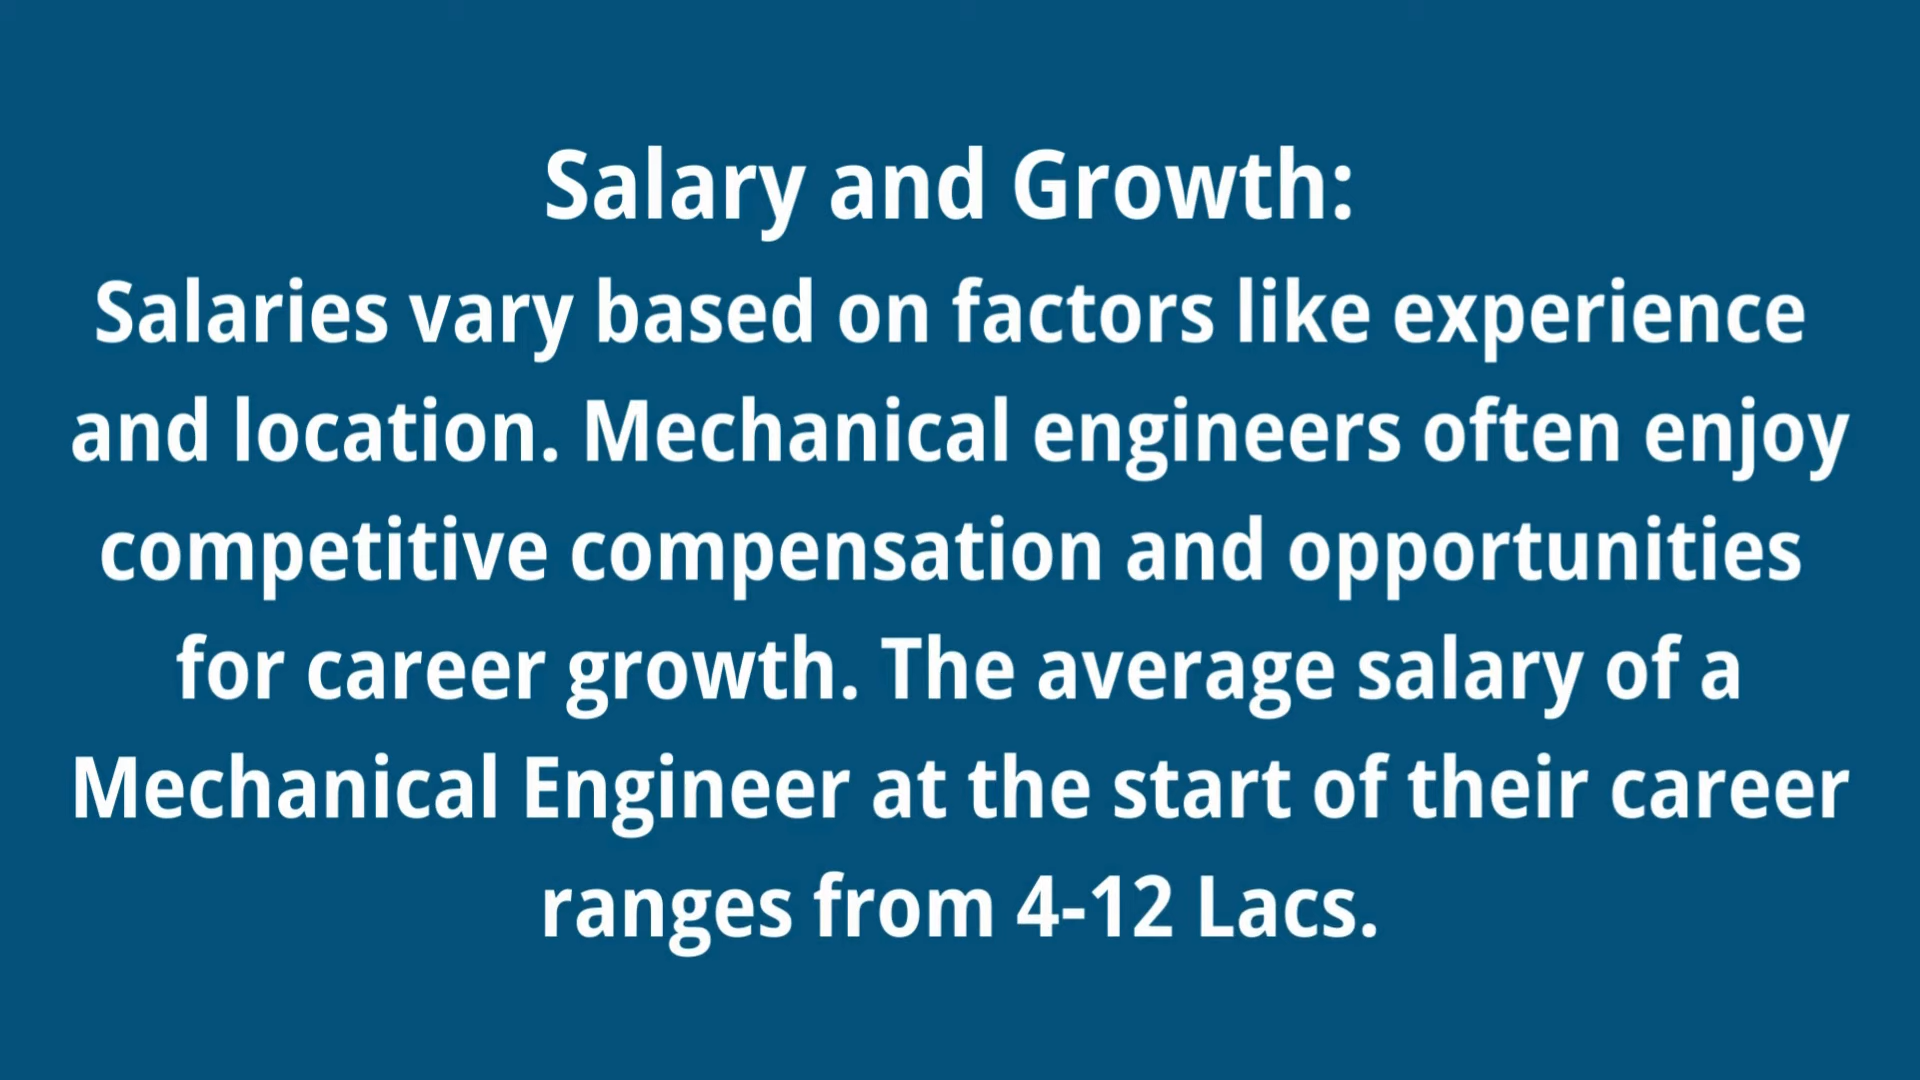 Salary and Growth:
Salaries vary based on factors like experience
and location. Mechanical engineers often enjoy
competitive compensation and opportunities
for career growth. The average salary of a
Mechanical Engineer at the start of their career
ranges from 4-12 Lacs.